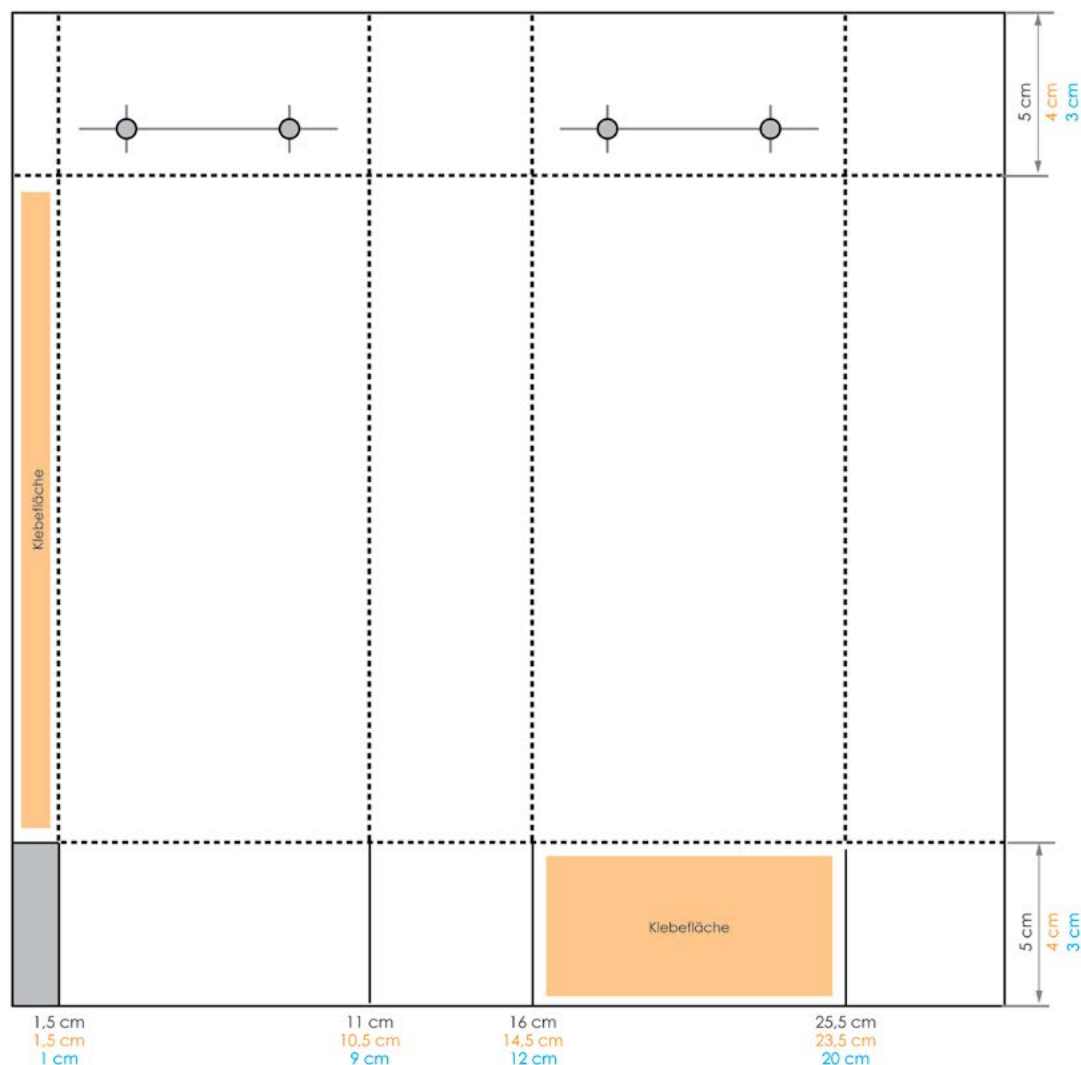 5 cm
4 cm
3 cm
Klebefläche
Klebefläche
5 cm
4 cm
3 cm
1,5 cm
1,5 cm
1 cm
11 cm
10,5 cm
9 cm
16 cm
14,5 cm
12 cm
25,5 cm
23,5 cm
20 cm